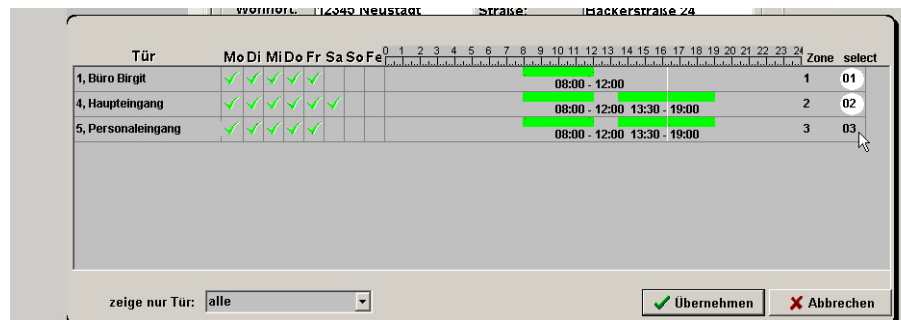 Wohnort: 12345 Neustadt Straße: Bäckerstraße 24
Tür Mo Di Mi Do Fr Sa So Fe 0 1 2 3 4 5 6 7 8 9 10 11 12 13 14 15 16 17 18 19 20 21 22 23 24 Zone select
1, Büro Birgit 08:00 - 12:00 1 01
4, Haupteingang 08:00 - 12:00 13:30 - 19:00 2 02
5, Personaleingang 08:00 - 12:00 13:30 - 19:00 3 03
zeige nur Tür: alle Übernehmen Abbrechen